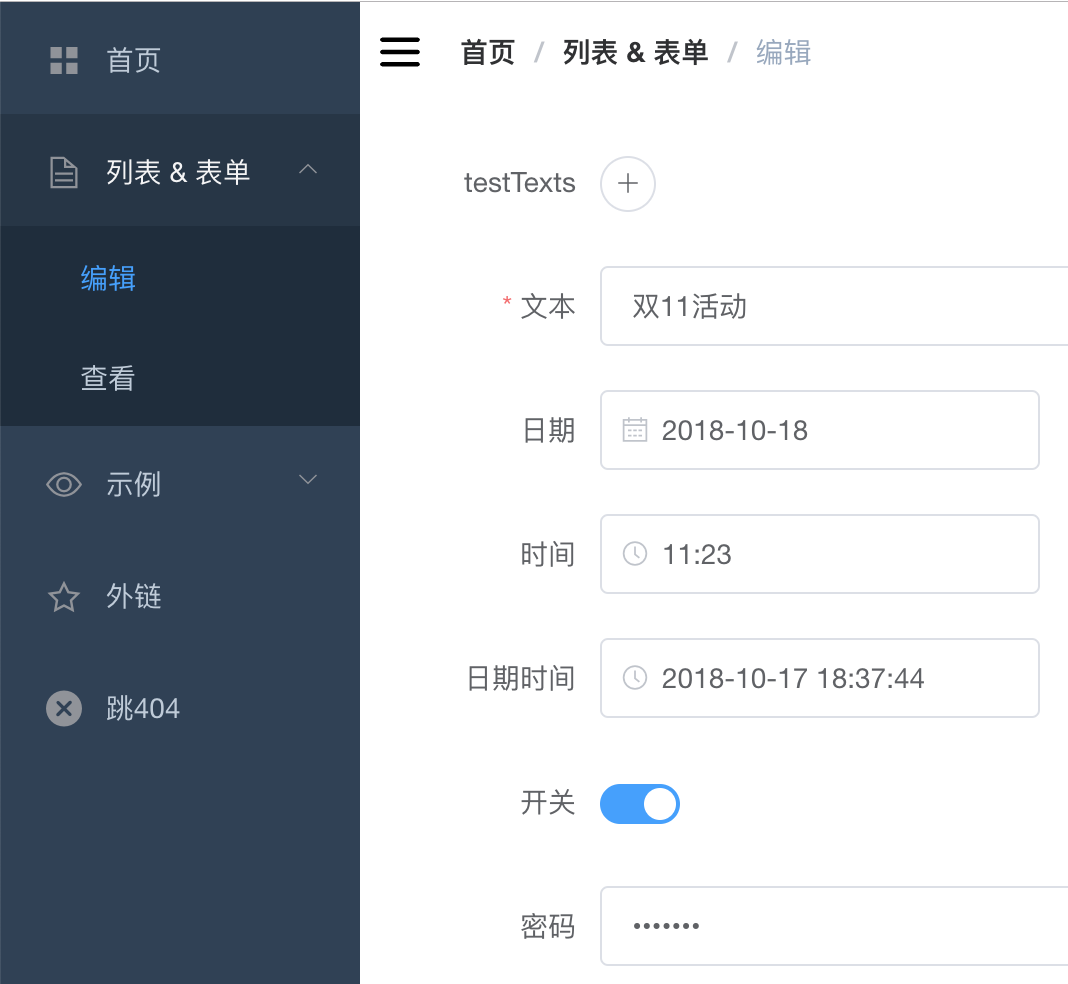 首页
列表 & 表单
编辑
查看
示例
外链
跳404
首页 / 列表 & 表单 / 编辑
testTexts
* 文本 双11活动
日期 2018-10-18
时间 11:23
日期时间 2018-10-17 18:37:44
开关
密码 •••••••